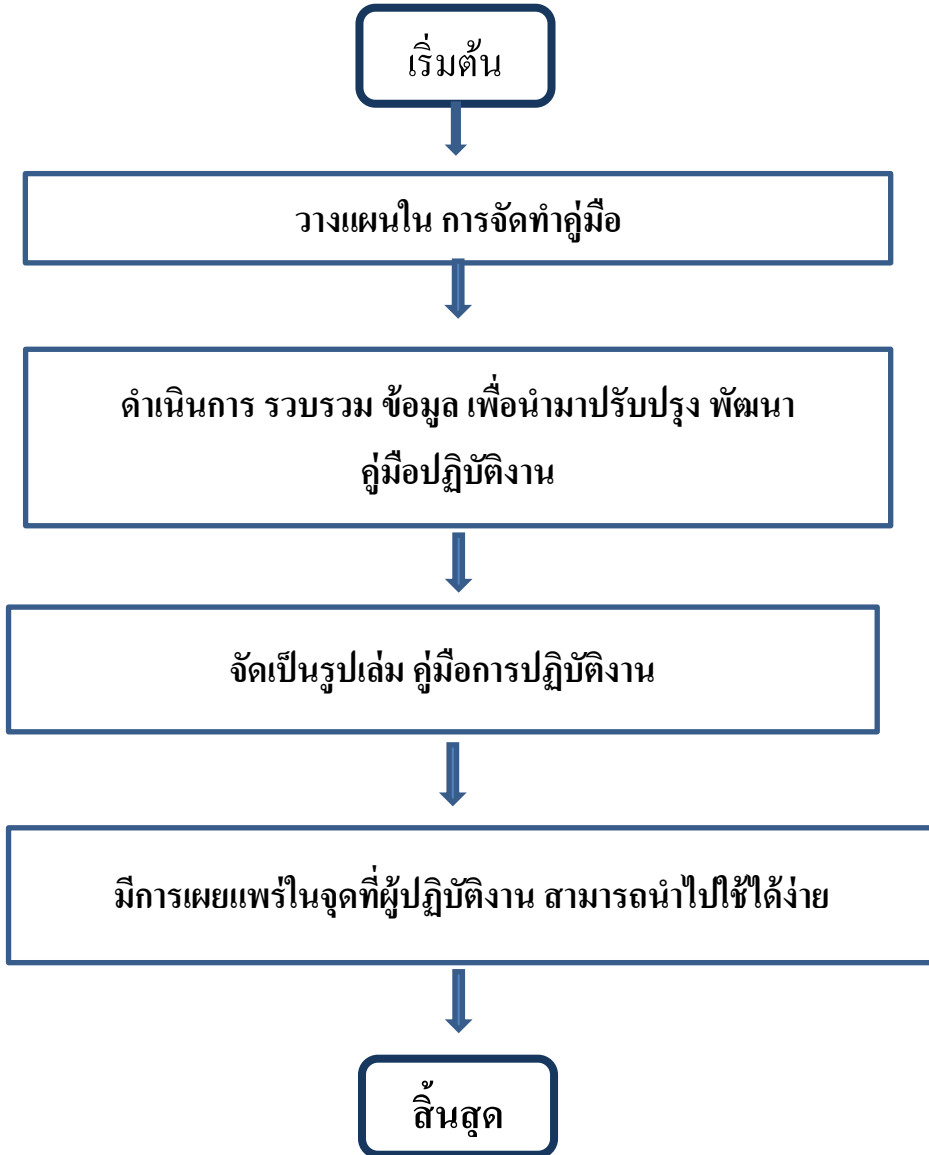 เริ่มต้น
วางแผนใน การจัดทำคู่มือ
ดำเนินการ รวบรวม ข้อมูล เพื่อนำมาปรับปรุง พัฒนา
คู่มือปฏิบัติงาน
จัดเป็นรูปเล่ม คู่มือการปฏิบัติงาน
มีการเผยแพร่ในจุดที่ผู้ปฏิบัติงาน สามารถนำไปใช้ได้ง่าย
สิ้นสุด